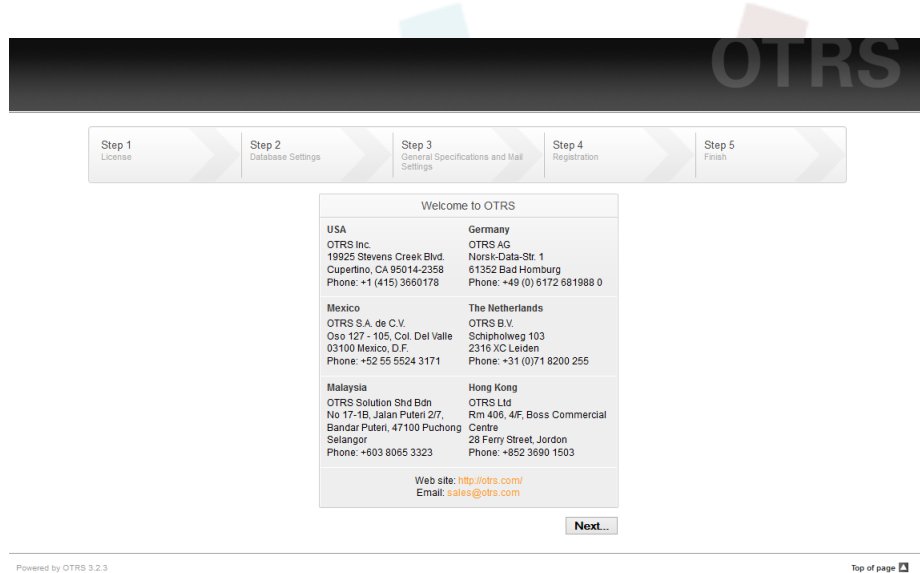 OTRS
Step 1
License
Step 2
Database Settings
Step 3
General Specifications and Mail
Settings
Step 4
Registration
Step 5
Finish
Welcome to OTRS
USA
OTRS Inc.
19925 Stevens Creek Blvd.
Cupertino, CA 95014-2358
Phone: +1 (415) 3660178
Germany
OTRS AG
Norsk-Data-Str. 1
61352 Bad Homburg
Phone: +49 (0) 6172 681988 0
Mexico
OTRS S.A. de C.V.
Oso 127 - 105, Col. Del Valle
03100 Mexico, D.F.
Phone: +52 55 5524 3171
The Netherlands
OTRS B.V.
Schipholweg 103
2316 XC Leiden
Phone: +31 (0)71 8200 255
Malaysia
OTRS Solution Shd Bdn
No 17-1B, Jalan Puteri 2/7,
Bandar Puteri, 47100 Puchong
Selangor
Phone: +603 8065 3323
Hong Kong
OTRS Ltd
Rm 406, 4/F, Boss Commercial
Centre
28 Ferry Street, Jordon
Phone: +852 3690 1503
Web site: http://otrs.com/
Email: sales@otrs.com
Next...
Powered by OTRS 3.2.3
Top of page